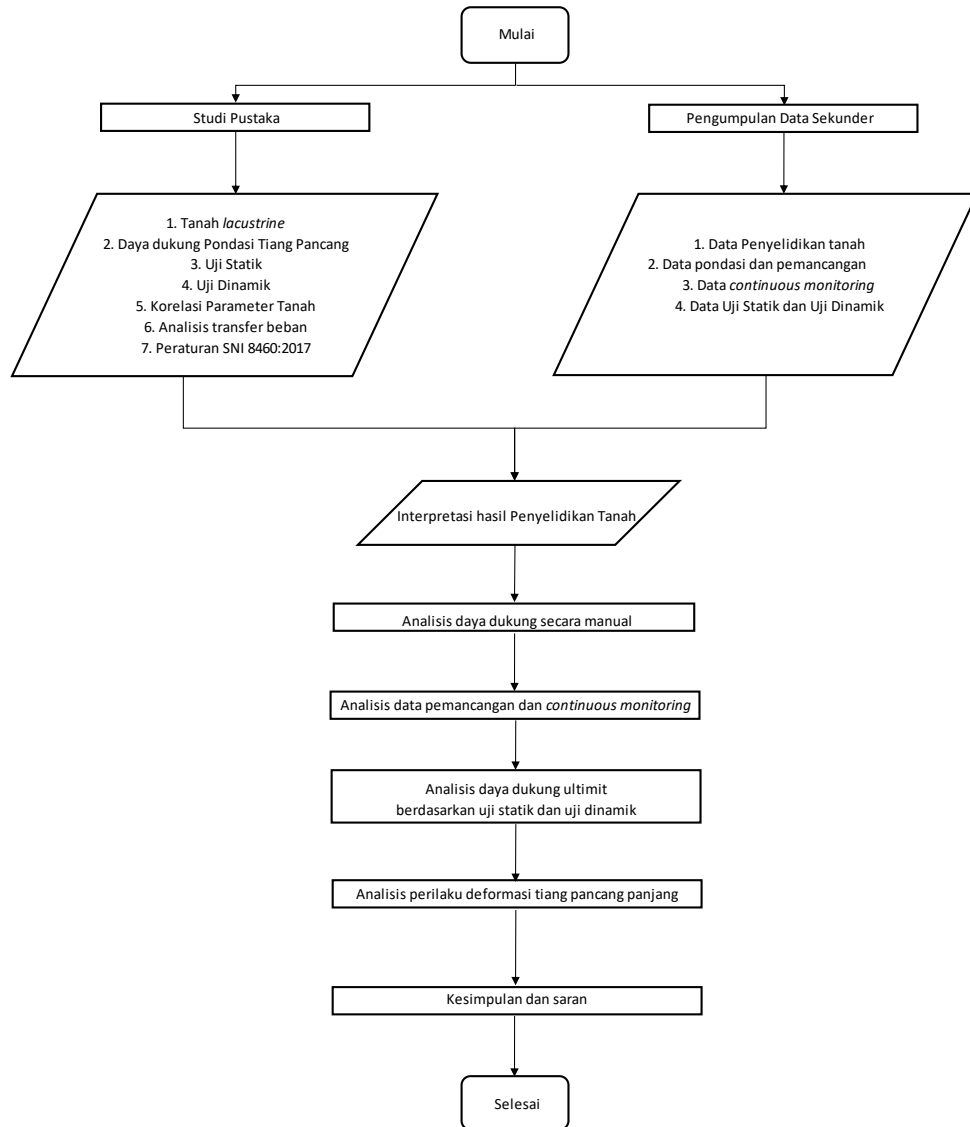 Mulai
Studi Pustaka
Pengumpulan Data Sekunder
1. Tanah lacustrine
2. Daya dukung Pondasi Tiang Pancang
3. Uji Statik
4. Uji Dinamik
5. Korelasi Parameter Tanah
6. Analisis transfer beban
7. Peraturan SNI 8460:2017
1. Data Penyelidikan tanah
2. Data pondasi dan pemancangan
3. Data continuous monitoring
4. Data Uji Statik dan Uji Dinamik
Interpretasi hasil Penyelidikan Tanah
Analisis daya dukung secara manual
Analisis data pemancangan dan continuous monitoring
Analisis daya dukung ultimit
berdasarkan uji statik dan uji dinamik
Analisis perilaku deformasi tiang pancang panjang
Kesimpulan dan saran
Selesai